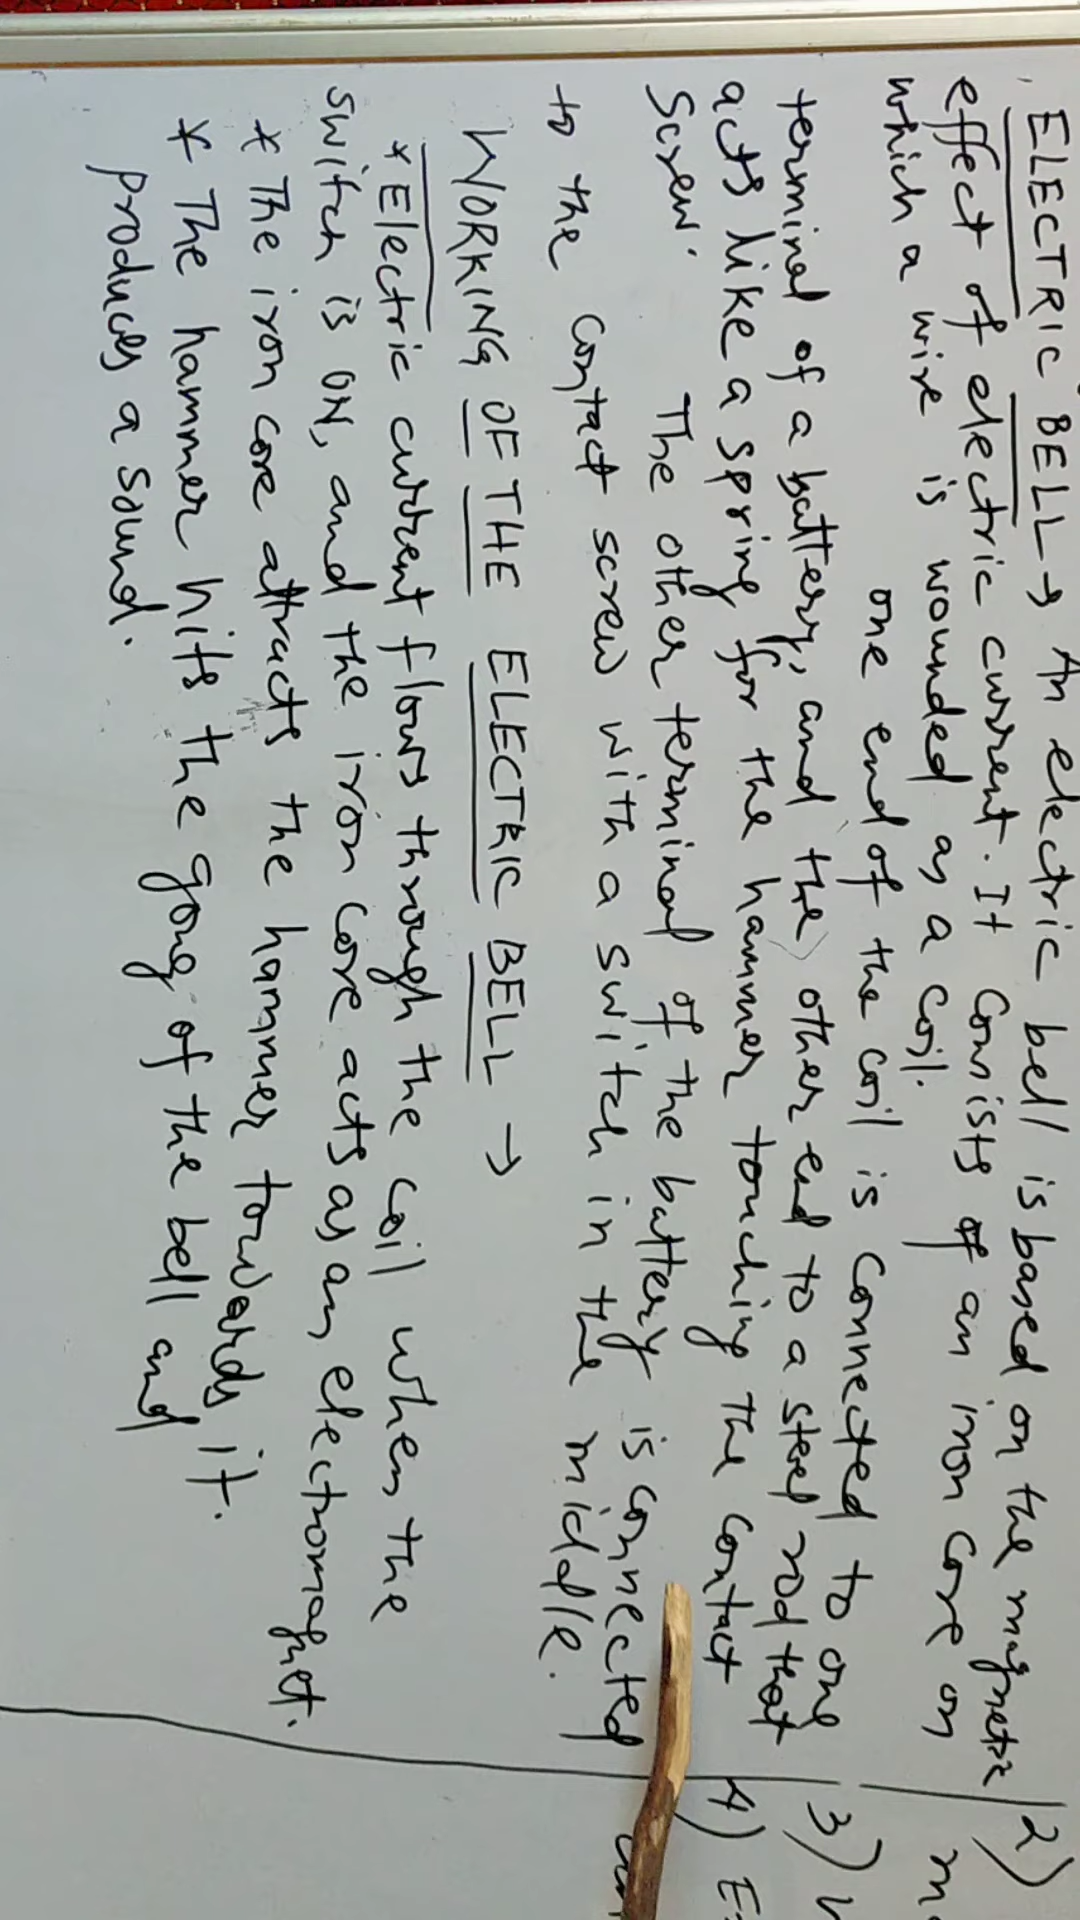 ELECTRIC BELL → An electric bell is based on the magnetic
effect of electric current. It consists of an iron core on
which a wire is wounded as a coil.
one end of the coil is connected to one
terminal of a battery, and the other end to a steel rod that
acts like a spring for the hammer touching the contact
Screw. The other terminal of the battery is connected
to the contact screw with a switch in the middle.
WORKING OF THE ELECTRIC BELL →
* Electric current flows through the coil when the
switch is ON, and the iron core acts as an electromagnet.
* The iron core attracts the hammer towards it.
* The hammer hits the gong of the bell and
produces a sound.
2)
3)
4)